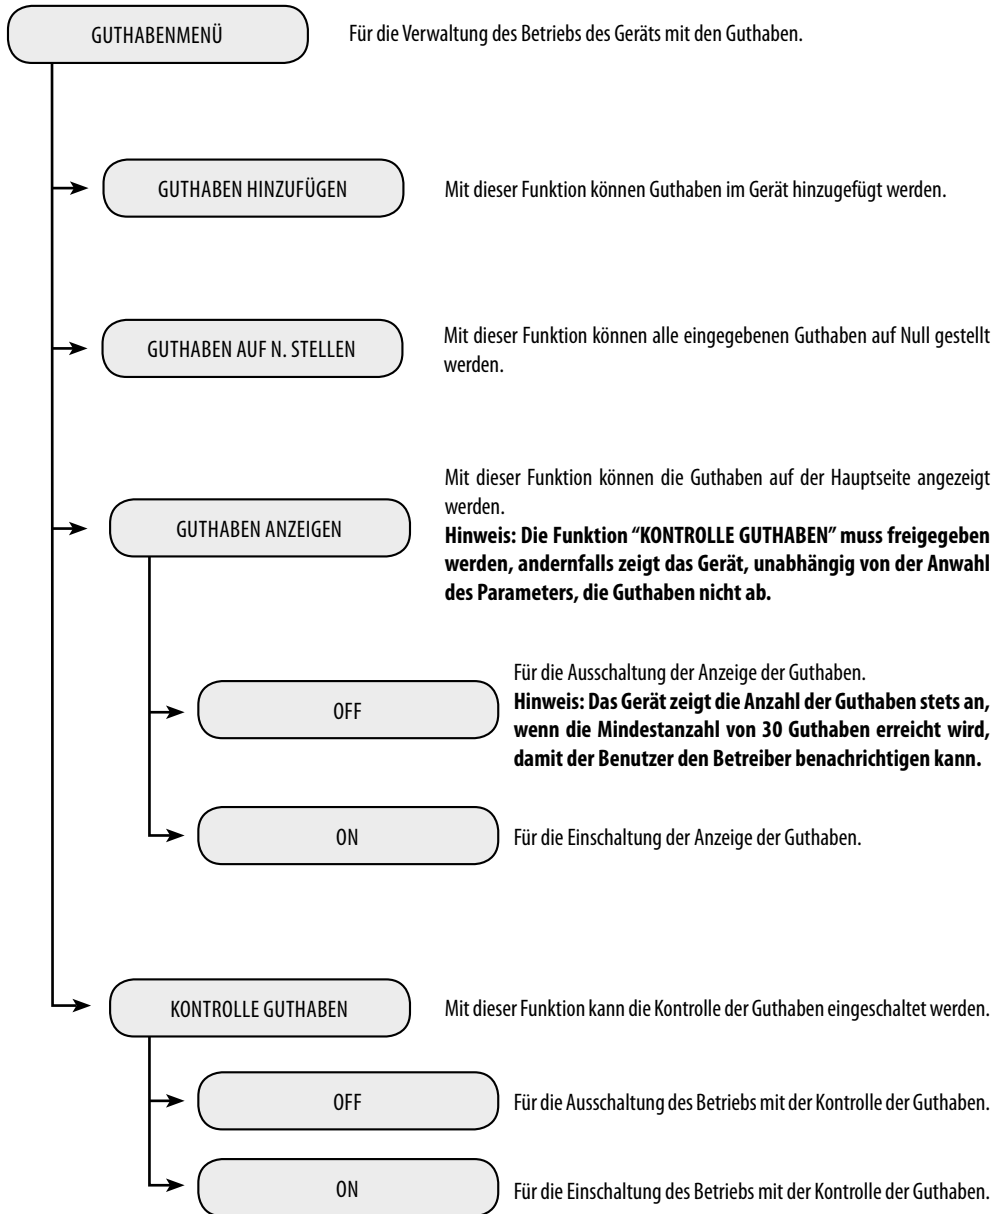 GUTHABENMENÜ
Für die Verwaltung des Betriebs des Geräts mit den Guthaben.
GUTHABEN HINZUFÜGEN
Mit dieser Funktion können Guthaben im Gerät hinzugefügt werden.
GUTHABEN AUF N. STELLEN
Mit dieser Funktion können alle eingegebenen Guthaben auf Null gestellt
werden.
GUTHABEN ANZEIGEN
Mit dieser Funktion können die Guthaben auf der Hauptseite angezeigt
werden.
Hinweis: Die Funktion “KONTROLLE GUTHABEN” muss freigegeben
werden, andernfalls zeigt das Gerät, unabhängig von der Anwahl
des Parameters, die Guthaben nicht ab.
OFF
Für die Ausschaltung der Anzeige der Guthaben.
Hinweis: Das Gerät zeigt die Anzahl der Guthaben stets an,
wenn die Mindestanzahl von 30 Guthaben erreicht wird,
damit der Benutzer den Betreiber benachrichtigen kann.
ON
Für die Einschaltung der Anzeige der Guthaben.
KONTROLLE GUTHABEN
Mit dieser Funktion kann die Kontrolle der Guthaben eingeschaltet werden.
OFF
Für die Ausschaltung des Betriebs mit der Kontrolle der Guthaben.
ON
Für die Einschaltung des Betriebs mit der Kontrolle der Guthaben.